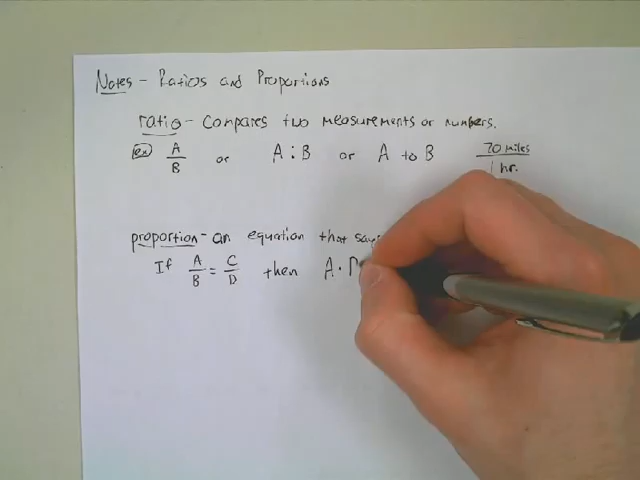 Notes - Ratios and Proportions
ratio - Compares two measurements or numbers.
ex A/B or A : B or A to B 70 miles / 1 hr.
proportion - an equation that say
If A/B = C/D then A ·